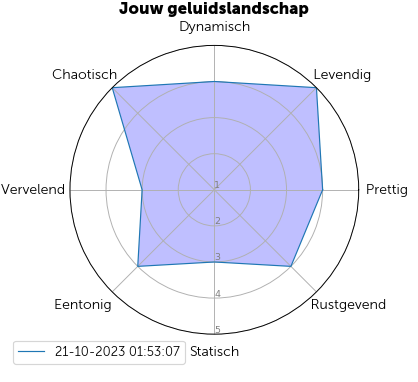 Jouw geluidslandschap
Dynamisch
Chaotisch
Levendig
Vervelend
1
Prettig
2
3
4
Eentonig
Rustgevend
5
21-10-2023 01:53:07
Statisch